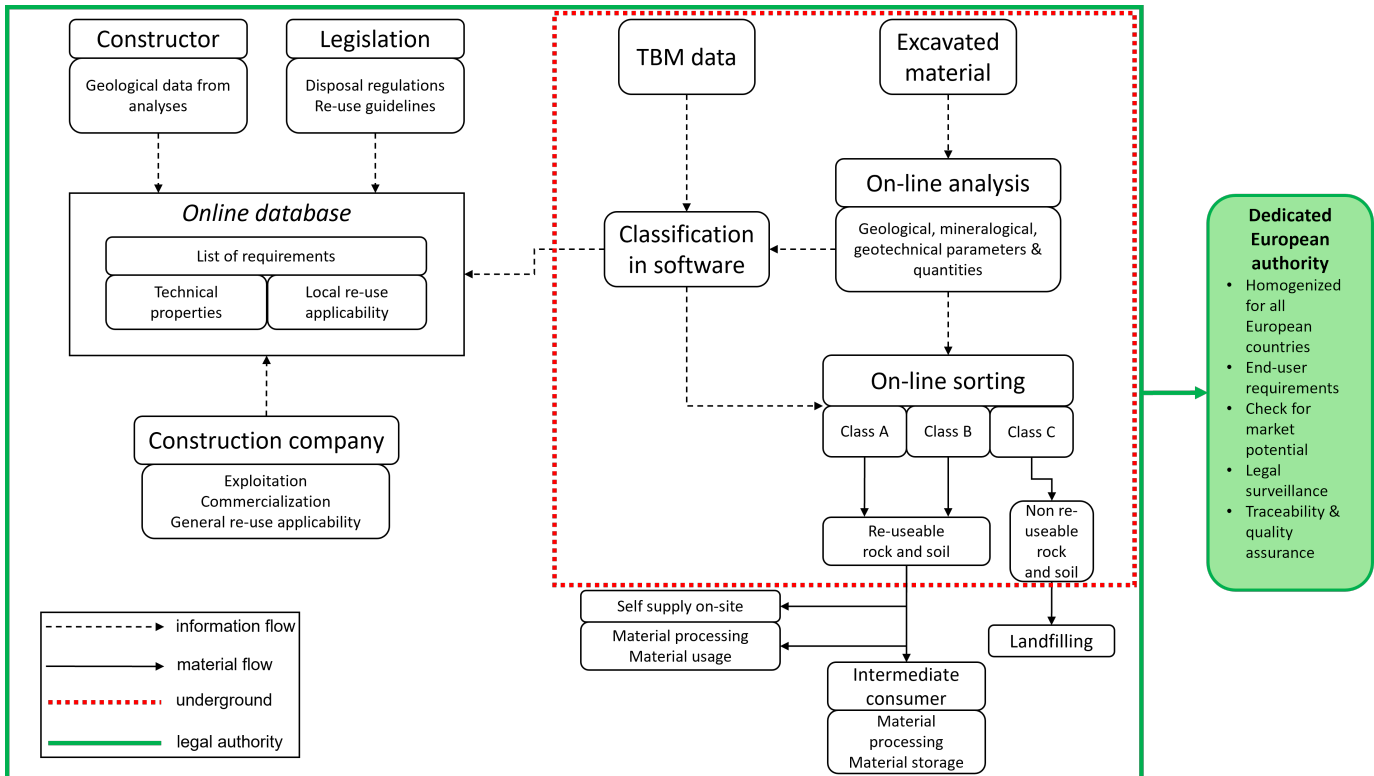 Constructor
Geological data from
analyses
Legislation
Disposal regulations
Re-use guidelines
Online database
List of requirements
Technical
properties
Local re-use
applicability
Construction company
Exploitation
Commercialization
General re-use applicability
TBM data
Excavated
material
On-line analysis
Geological, mineralogical,
geotechnical parameters &
quantities
Classification
in software
On-line sorting
Class A
Class B
Class C
Re-useable
rock and soil
Non re-
useable
rock
and soil
Self supply on-site
Material processing
Material usage
Landfilling
Intermediate
consumer
Material
processing
Material storage
Dedicated
European
authority
• Homogenized
for all
European
countries
• End-user
requirements
• Check for
market
potential
• Legal
surveillance
• Traceability &
quality
assurance
information flow
material flow
underground
legal authority